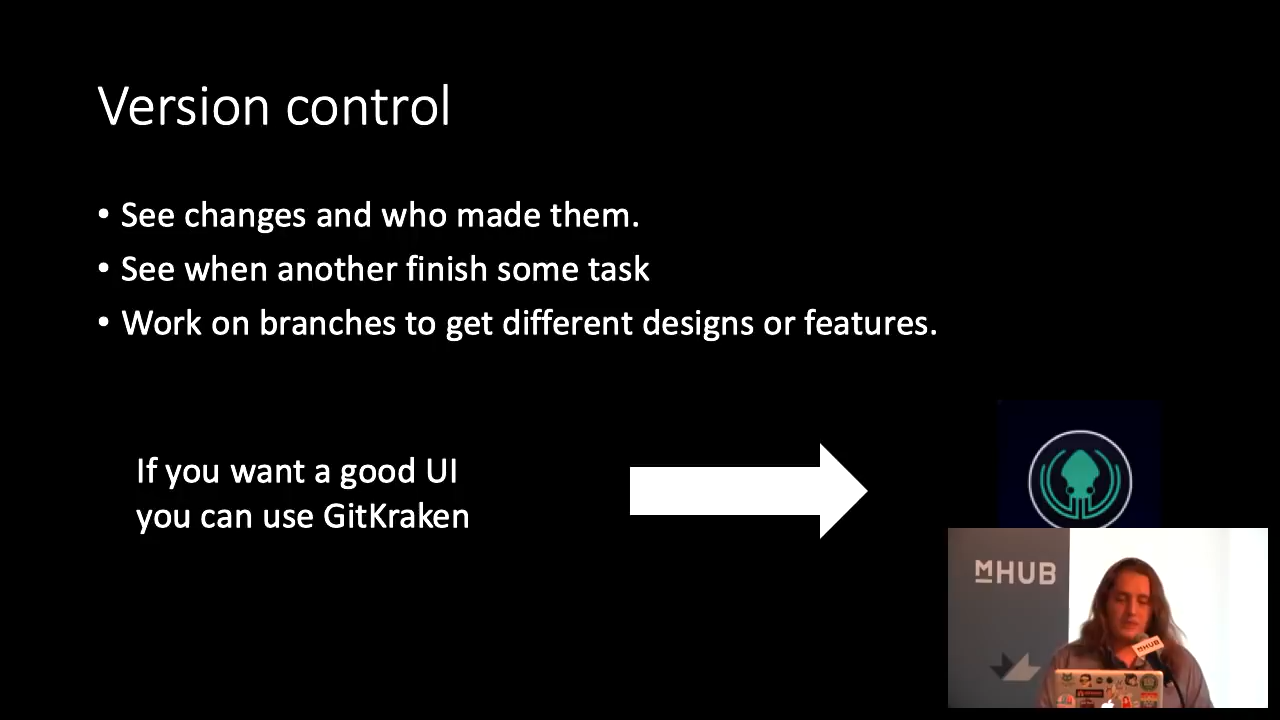 Version control
• See changes and who made them.
• See when another finish some task
• Work on branches to get different designs or features.
If you want a good UI
you can use GitKraken
MHUB
MHUB